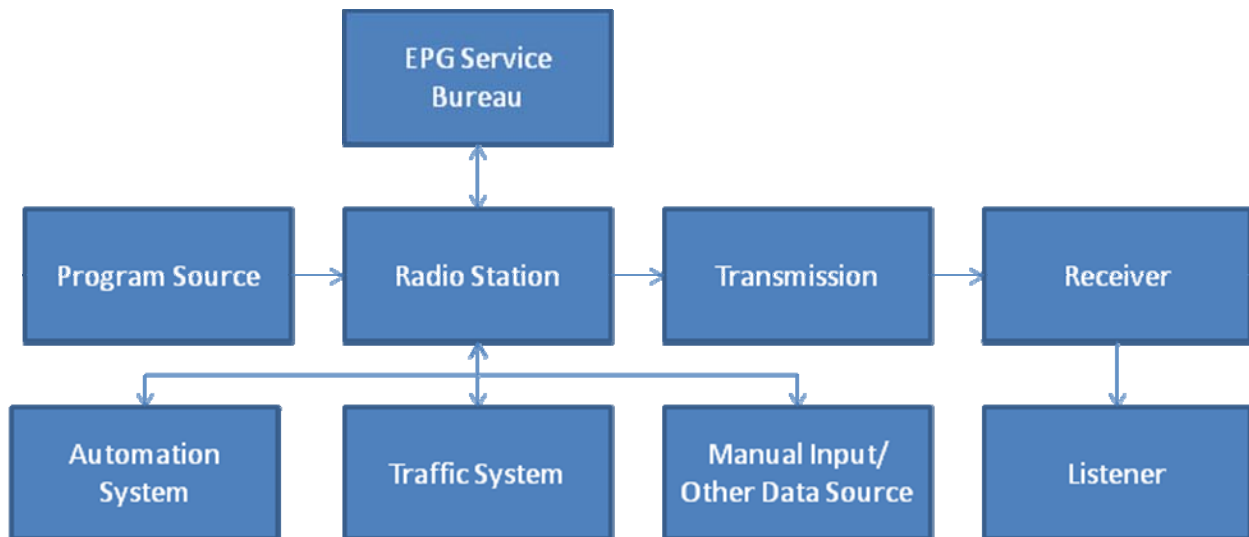 EPG Service
Bureau
Program Source
Radio Station
Transmission
Receiver
Automation
System
Traffic System
Manual Input/
Other Data Source
Listener